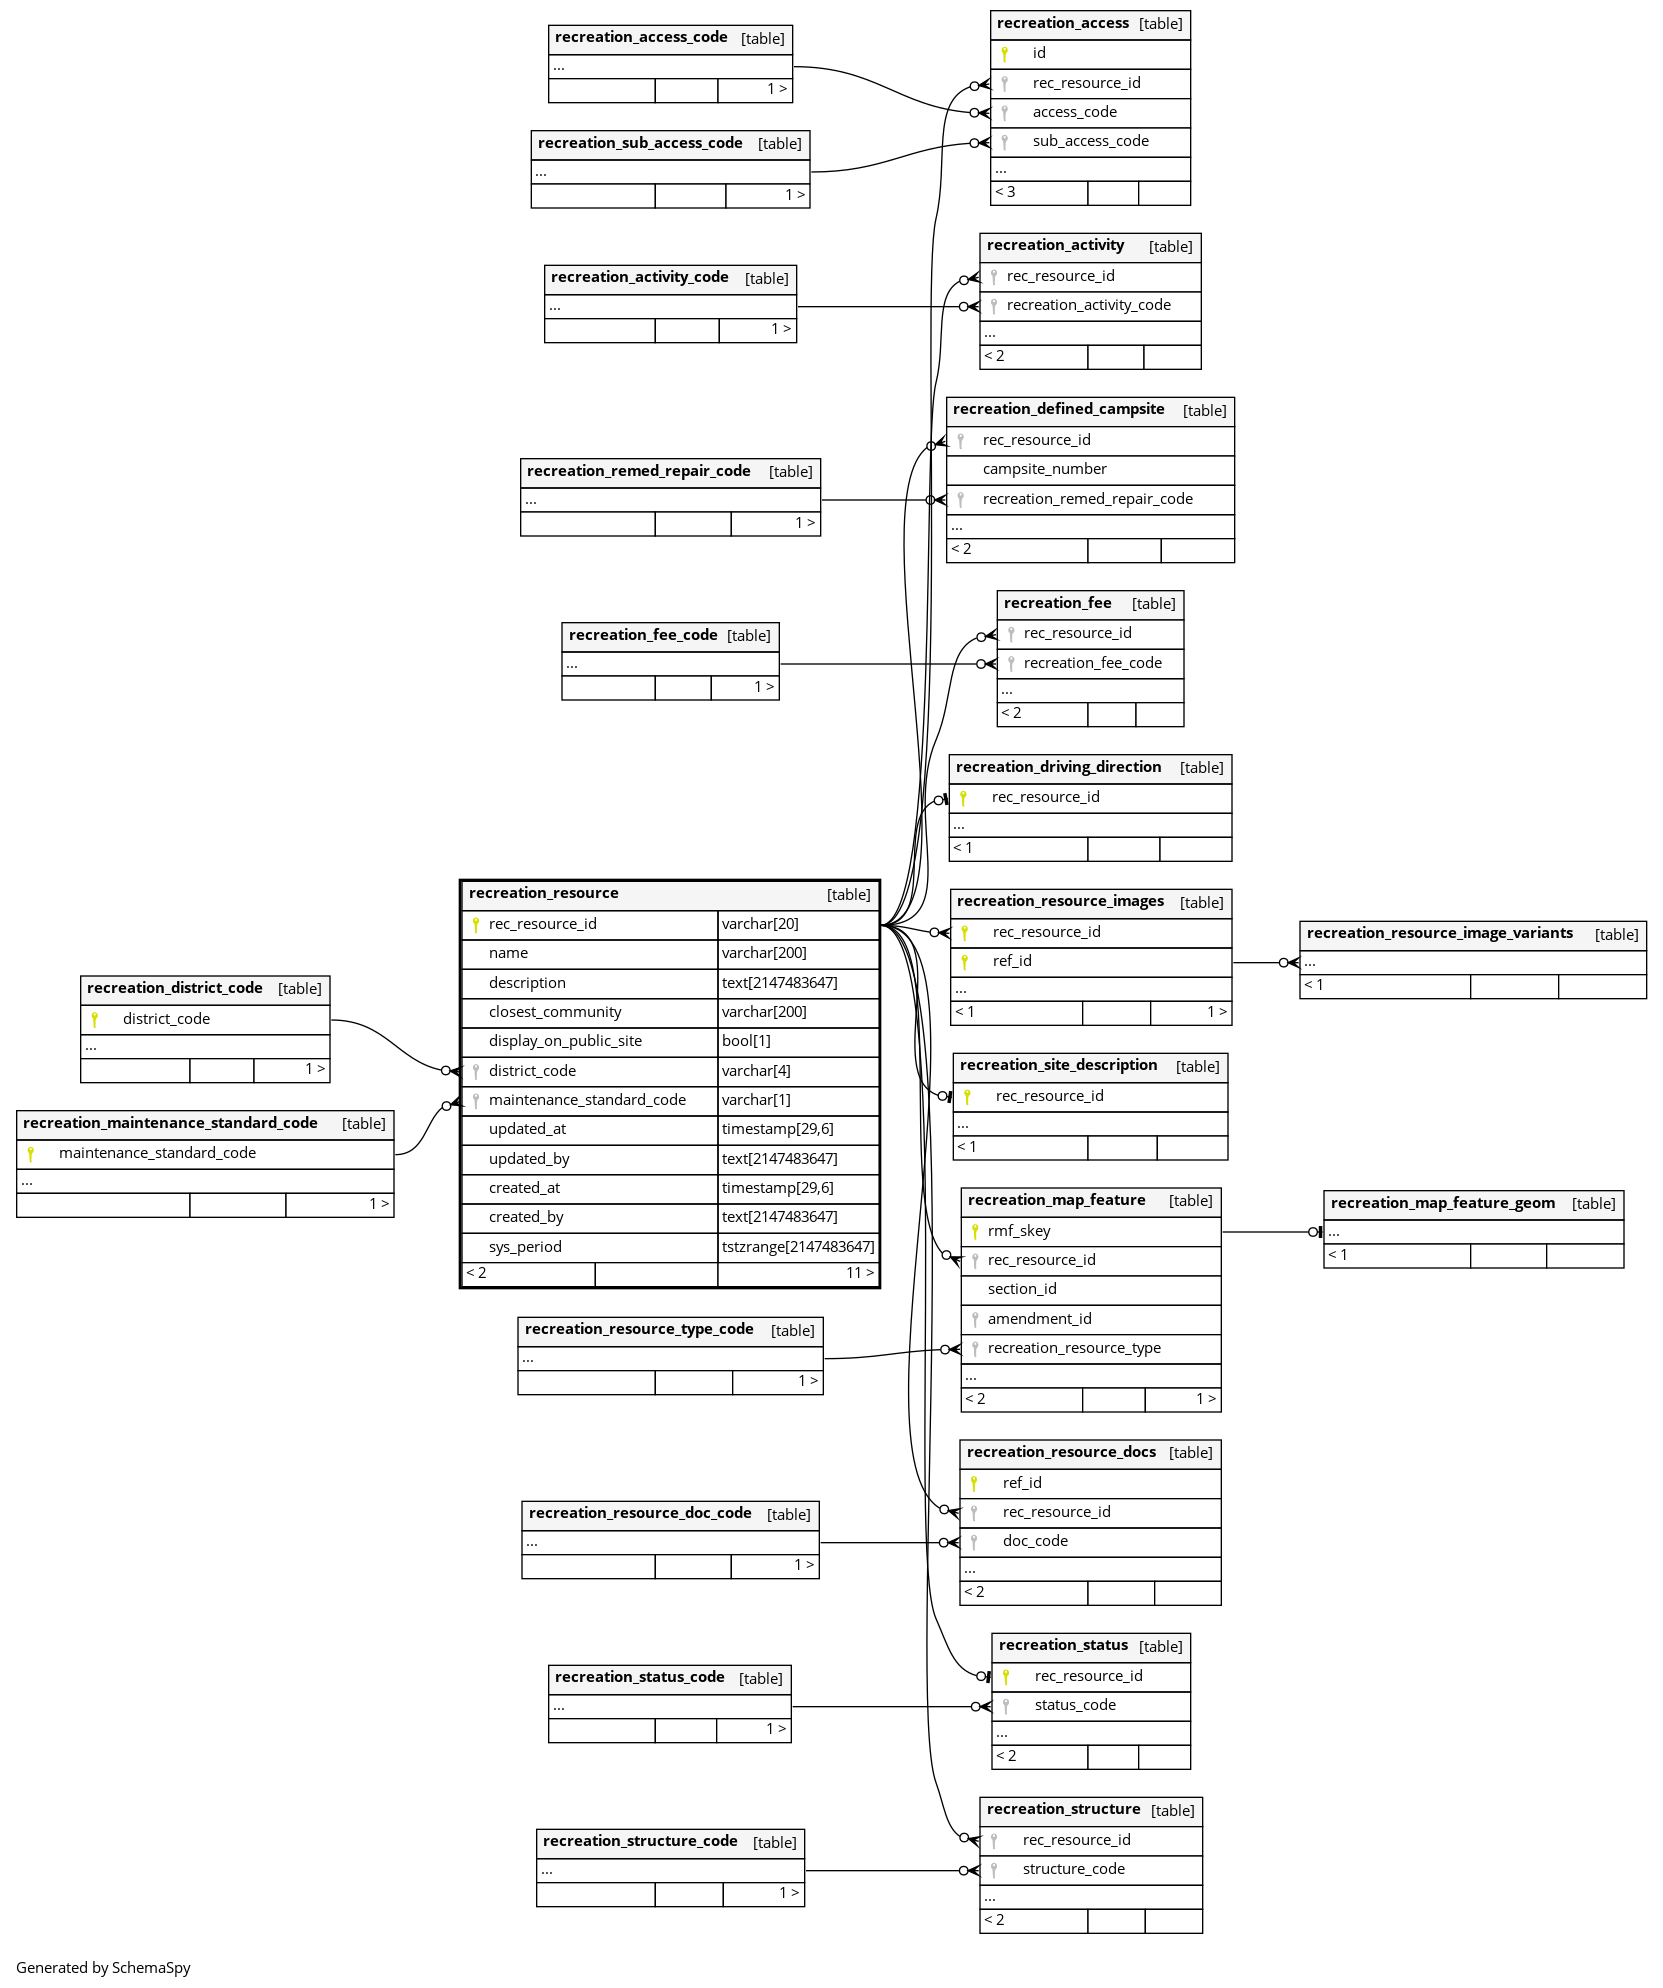 recreation_access_code [table]
...
1 >
recreation_sub_access_code [table]
...
1 >
recreation_access [table]
id
rec_resource_id
access_code
sub_access_code
...
< 3
recreation_activity_code [table]
...
1 >
recreation_activity [table]
rec_resource_id
recreation_activity_code
...
< 2
recreation_remed_repair_code [table]
...
1 >
recreation_defined_campsite [table]
rec_resource_id
campsite_number
recreation_remed_repair_code
...
< 2
recreation_fee_code [table]
...
1 >
recreation_fee [table]
rec_resource_id
recreation_fee_code
...
< 2
recreation_driving_direction [table]
rec_resource_id
...
< 1
recreation_district_code [table]
district_code
...
1 >
recreation_maintenance_standard_code [table]
maintenance_standard_code
...
1 >
recreation_resource [table]
rec_resource_id varchar[20]
name varchar[200]
description text[2147483647]
closest_community varchar[200]
display_on_public_site bool[1]
district_code varchar[4]
maintenance_standard_code varchar[1]
updated_at timestamp[29,6]
updated_by text[2147483647]
created_at timestamp[29,6]
created_by text[2147483647]
sys_period tstzrange[2147483647]
< 2 11 >
recreation_resource_images [table]
rec_resource_id
ref_id
...
< 1 1 >
recreation_resource_image_variants [table]
...
< 1
recreation_site_description [table]
rec_resource_id
...
< 1
recreation_map_feature [table]
rmf_skey
rec_resource_id
section_id
amendment_id
recreation_resource_type
...
< 2 1 >
recreation_map_feature_geom [table]
...
< 1
recreation_resource_type_code [table]
...
1 >
recreation_resource_docs [table]
ref_id
rec_resource_id
doc_code
...
< 2
recreation_resource_doc_code [table]
...
1 >
recreation_status [table]
rec_resource_id
status_code
...
< 2
recreation_status_code [table]
...
1 >
recreation_structure [table]
rec_resource_id
structure_code
...
< 2
recreation_structure_code [table]
...
1 >
Generated by SchemaSpy